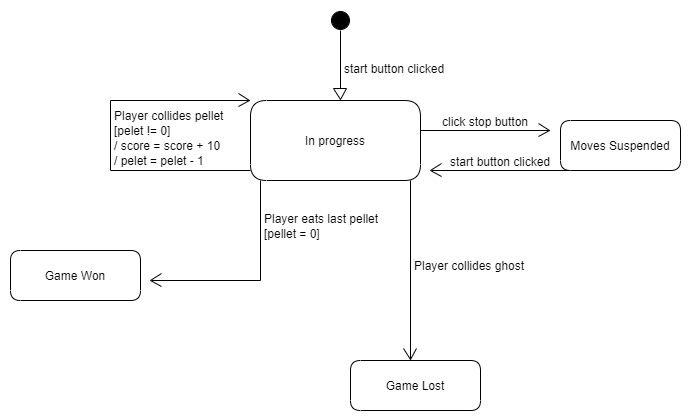 start button clicked
Player collides pellet
[pelet != 0]
/ score = score + 10
/ pelet = pelet - 1
In progress
click stop button
Moves Suspended
start button clicked
Player eats last pellet
[pellet = 0]
Game Won
Player collides ghost
Game Lost